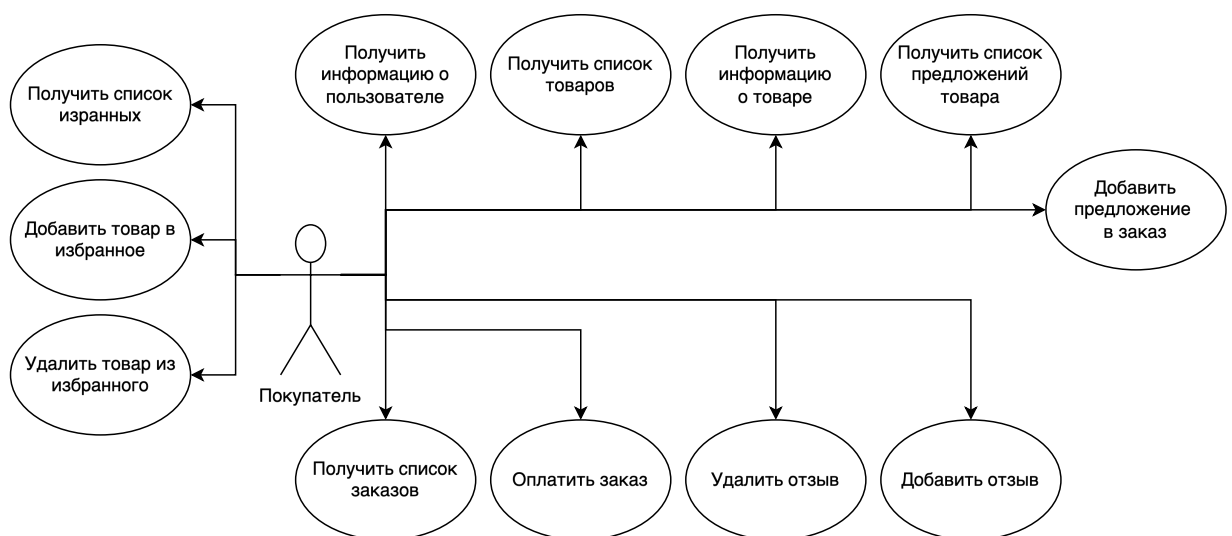 Получить список
изранных
Добавить товар в
избранное
Удалить товар из
избранного
Покупатель
Получить
информацию о
пользователе
Получить список
товаров
Получить
информацию
о товаре
Получить список
предложений
товара
Добавить
предложение
в заказ
Получить список
заказов
Оплатить заказ
Удалить отзыв
Добавить отзыв